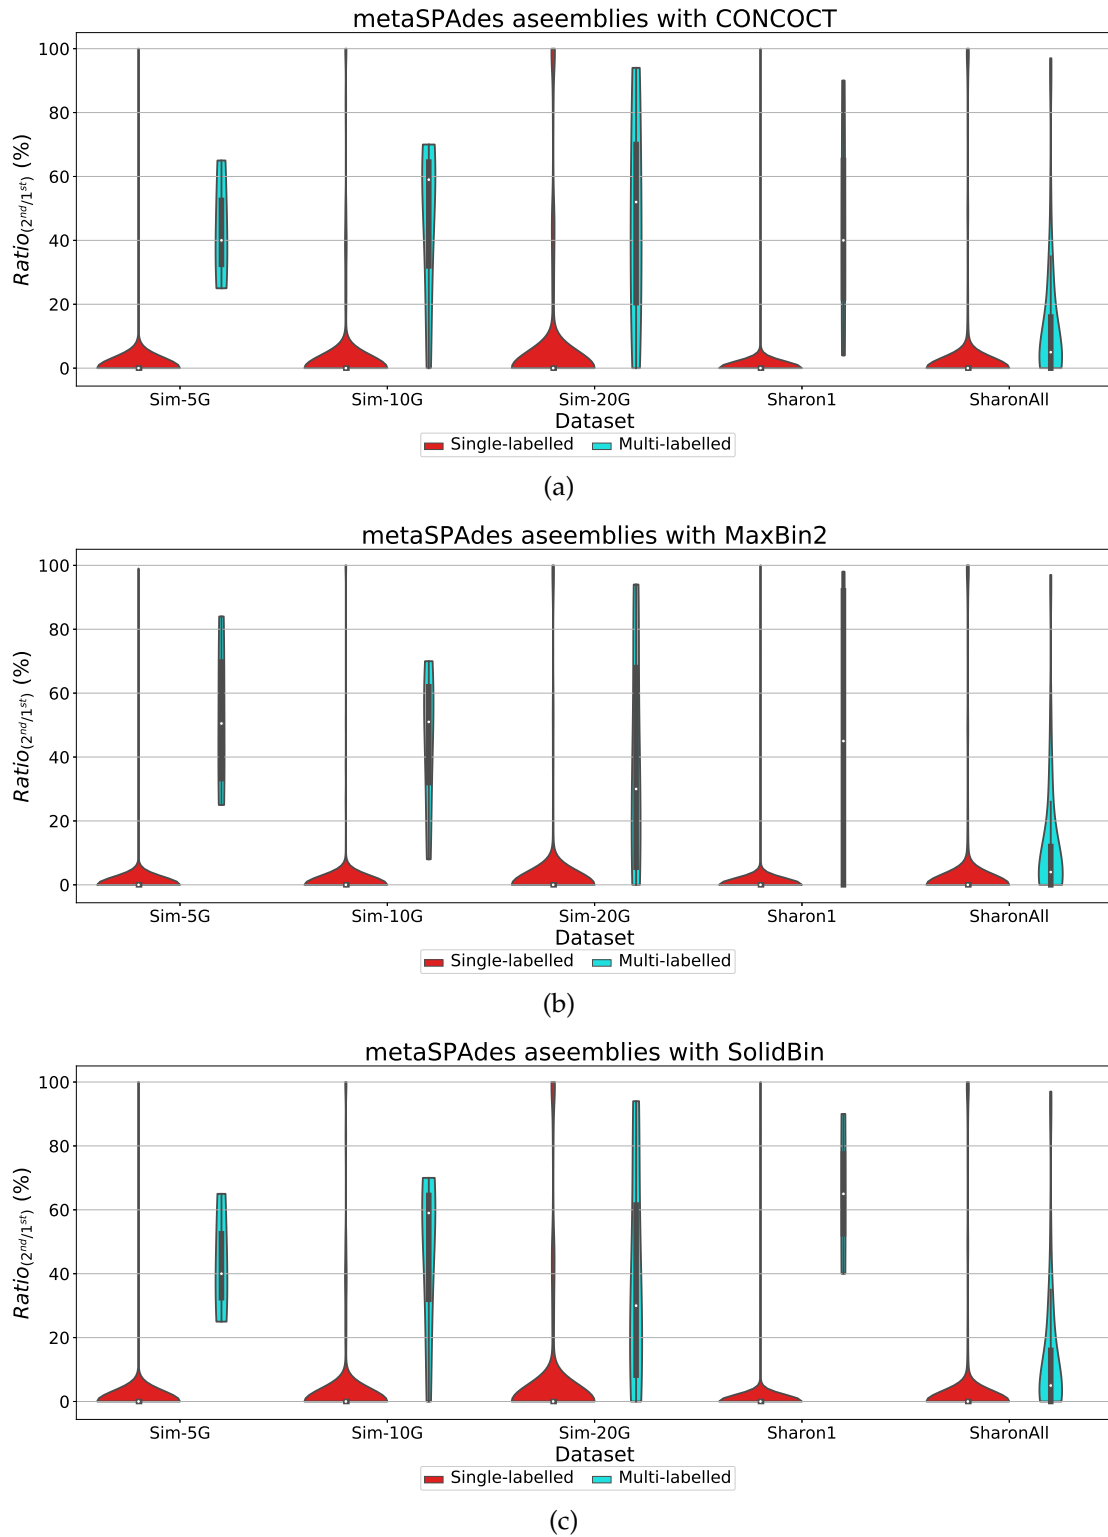 metaSPAdes aseemblies with CONCOCT
100
80
60
40
20
0
Ratio(2nd/1st) (%)
Sim-5G Sim-10G Sim-20G Sharon1 SharonAll
Dataset
Single-labelled Multi-labelled
(a)
metaSPAdes aseemblies with MaxBin2
100
80
60
40
20
0
Ratio(2nd/1st) (%)
Sim-5G Sim-10G Sim-20G Sharon1 SharonAll
Dataset
Single-labelled Multi-labelled
(b)
metaSPAdes aseemblies with SolidBin
100
80
60
40
20
0
Ratio(2nd/1st) (%)
Sim-5G Sim-10G Sim-20G Sharon1 SharonAll
Dataset
Single-labelled Multi-labelled
(c)